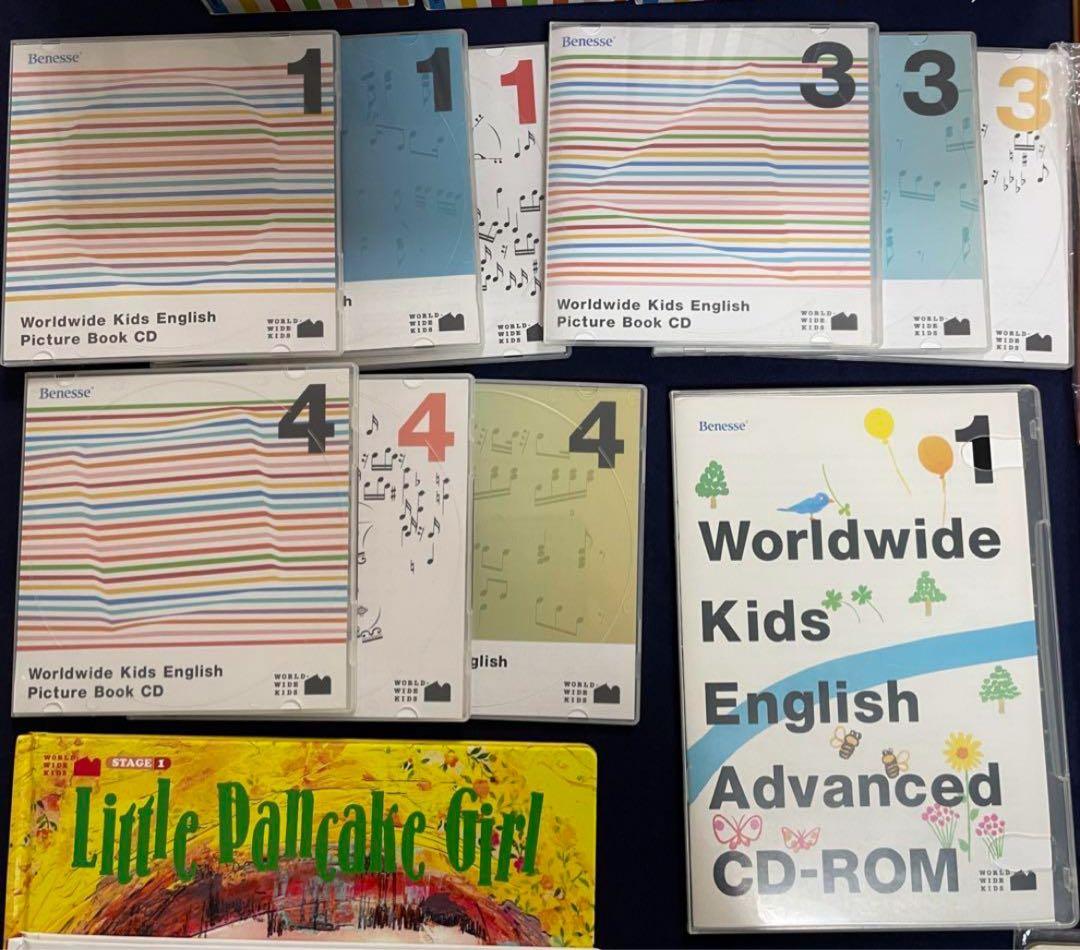 Benesse®
1
Worldwide Kids English
Picture Book CD
WORLD-
WIDE
KIDS
1
h
WORLD-
WIDE
KIDS
1
WORLD-
WIDE
KIDS
Benesse®
3
Worldwide Kids English
Picture Book CD
WORLD-
WIDE
KIDS
3
WORLD-
WIDE
KIDS
3
WORLD-
WIDE
KIDS
Benesse®
4
Worldwide Kids English
Picture Book CD
WORLD-
WIDE
KIDS
4
WORLD-
WIDE
KIDS
4
glish
WORLD-
WIDE
KIDS
Benesse®
1
Worldwide
Kids
English
Advanced
CD-ROM
WORLD-
WIDE
KIDS
WORLD-
WIDE
KIDS
STAGE 1
Little Pancake Girl